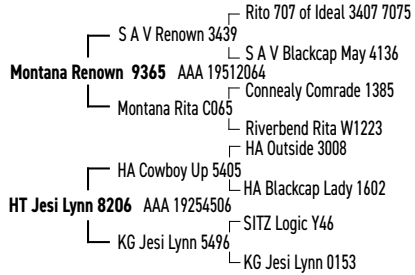 Rito 707 of Ideal 3407 7075
S A V Renown 3439
S A V Blackcap May 4136
Montana Renown 9365 AAA 19512064
Connealy Comrade 1385
Montana Rita C065
Riverbend Rita W1223
HA Outside 3008
HA Cowboy Up 5405
HA Blackcap Lady 1602
HT Jesi Lynn 8206 AAA 19254506
SITZ Logic Y46
KG Jesi Lynn 5496
KG Jesi Lynn 0153